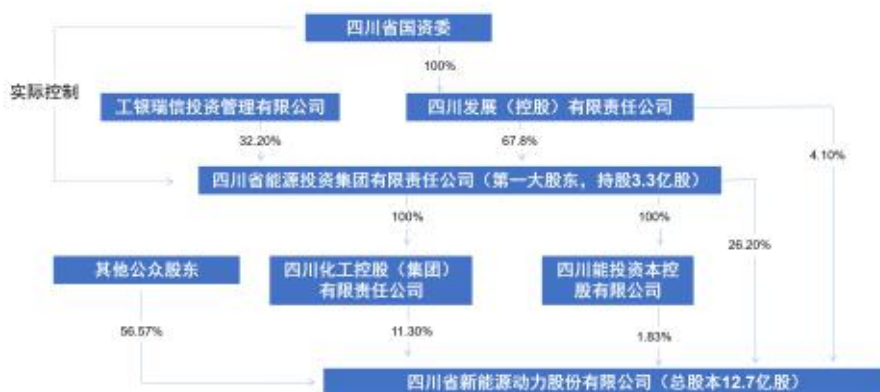 四川省国资委
100%
实际控制
工银瑞信投资管理有限公司
四川发展（控股）有限责任公司
32.20%
67.8%
4.10%
四川省能源投资集团有限责任公司（第一大股东，持股3.3亿股）
100%
100%
26.20%
其他公众股东
四川化工控股（集团）
有限责任公司
四川能投资本控
股有限公司
56.57%
11.30%
1.83%
四川省新能源动力股份有限公司（总股本12.7亿股）